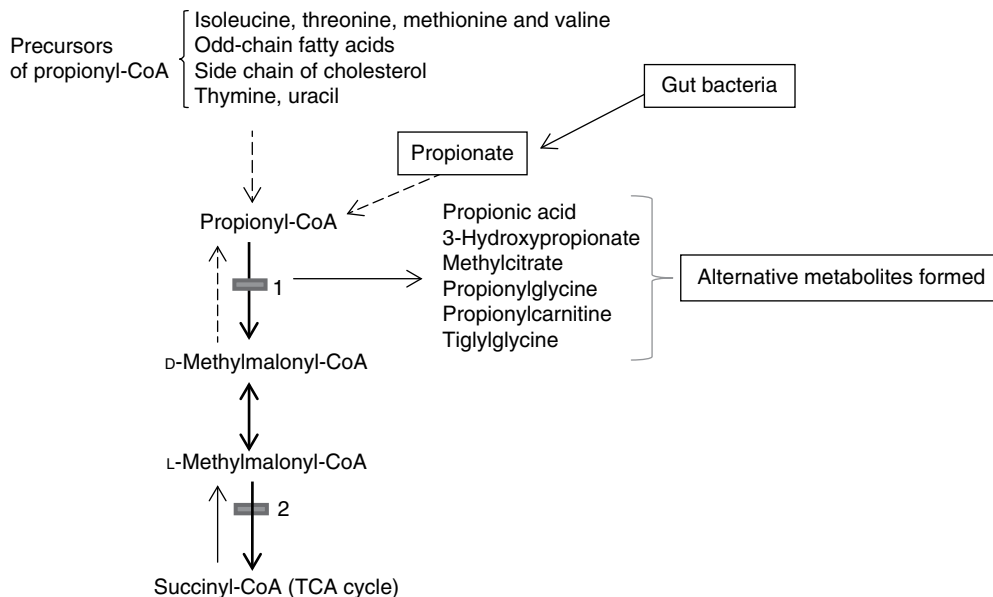 Precursors
of propionyl-CoA
Isoleucine, threonine, methionine and valine
Odd-chain fatty acids
Side chain of cholesterol
Thymine, uracil
Gut bacteria
Propionate
Propionyl-CoA
Propionic acid
3-Hydroxypropionate
Methylcitrate
Propionylglycine
Propionylcarnitine
Tiglylglycine
Alternative metabolites formed
1
D-Methylmalonyl-CoA
L-Methylmalonyl-CoA
2
Succinyl-CoA (TCA cycle)